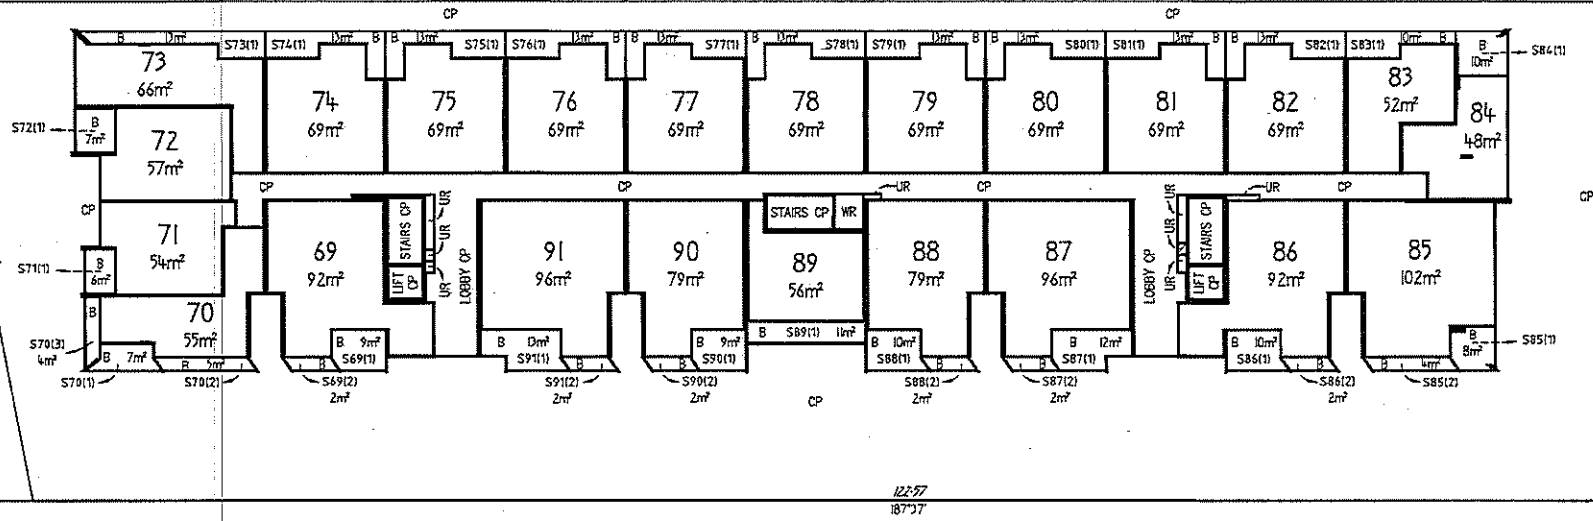 CP CP
B 13m² S73(1) S74(1) 13m² B B 13m² S75(1) S76(1) 13m² B B 13m² S77(1) B 13m² S78(1) S79(1) 13m² B B 13m² S80(1) S81(1) 13m² B B 13m² S82(1) S83(1) 10m² B B 10m² S84(1)
73 66m²
74 69m²
75 69m²
76 69m²
77 69m²
78 69m²
79 69m²
80 69m²
81 69m²
82 69m²
83 52m²
84 48m²
S72(1) B 7m²
72 57m²
CP CP CP CP CP CP
UR UR
CP
71 54m²
S71(1) B 6m²
69 92m²
STAIRS CP
LIFT CP
UR
UR
UR
LOBBY CP
91 96m²
90 79m²
STAIRS CP WR
89 56m²
88 79m²
87 96m²
LOBBY CP
UR
UR
UR
STAIRS CP
LIFT CP
86 92m²
85 102m²
B
70 55m²
S70(3) 4m²
B 7m²
B 5m²
B 9m² S69(1)
B
B 13m² S91(1)
B
B 9m² S90(1)
B
B S89(1) 11m²
B 10m² S88(1)
B
B 12m² S87(1)
B
B 10m² S86(1)
B
B 4m²
B 8m² S85(1)
S70(1) S70(2) S69(2) S91(2) S90(2) S88(2) S87(2) S86(2) S85(2)
2m² 2m² 2m² 2m² 2m² 2m²
CP
122·57
187°37'